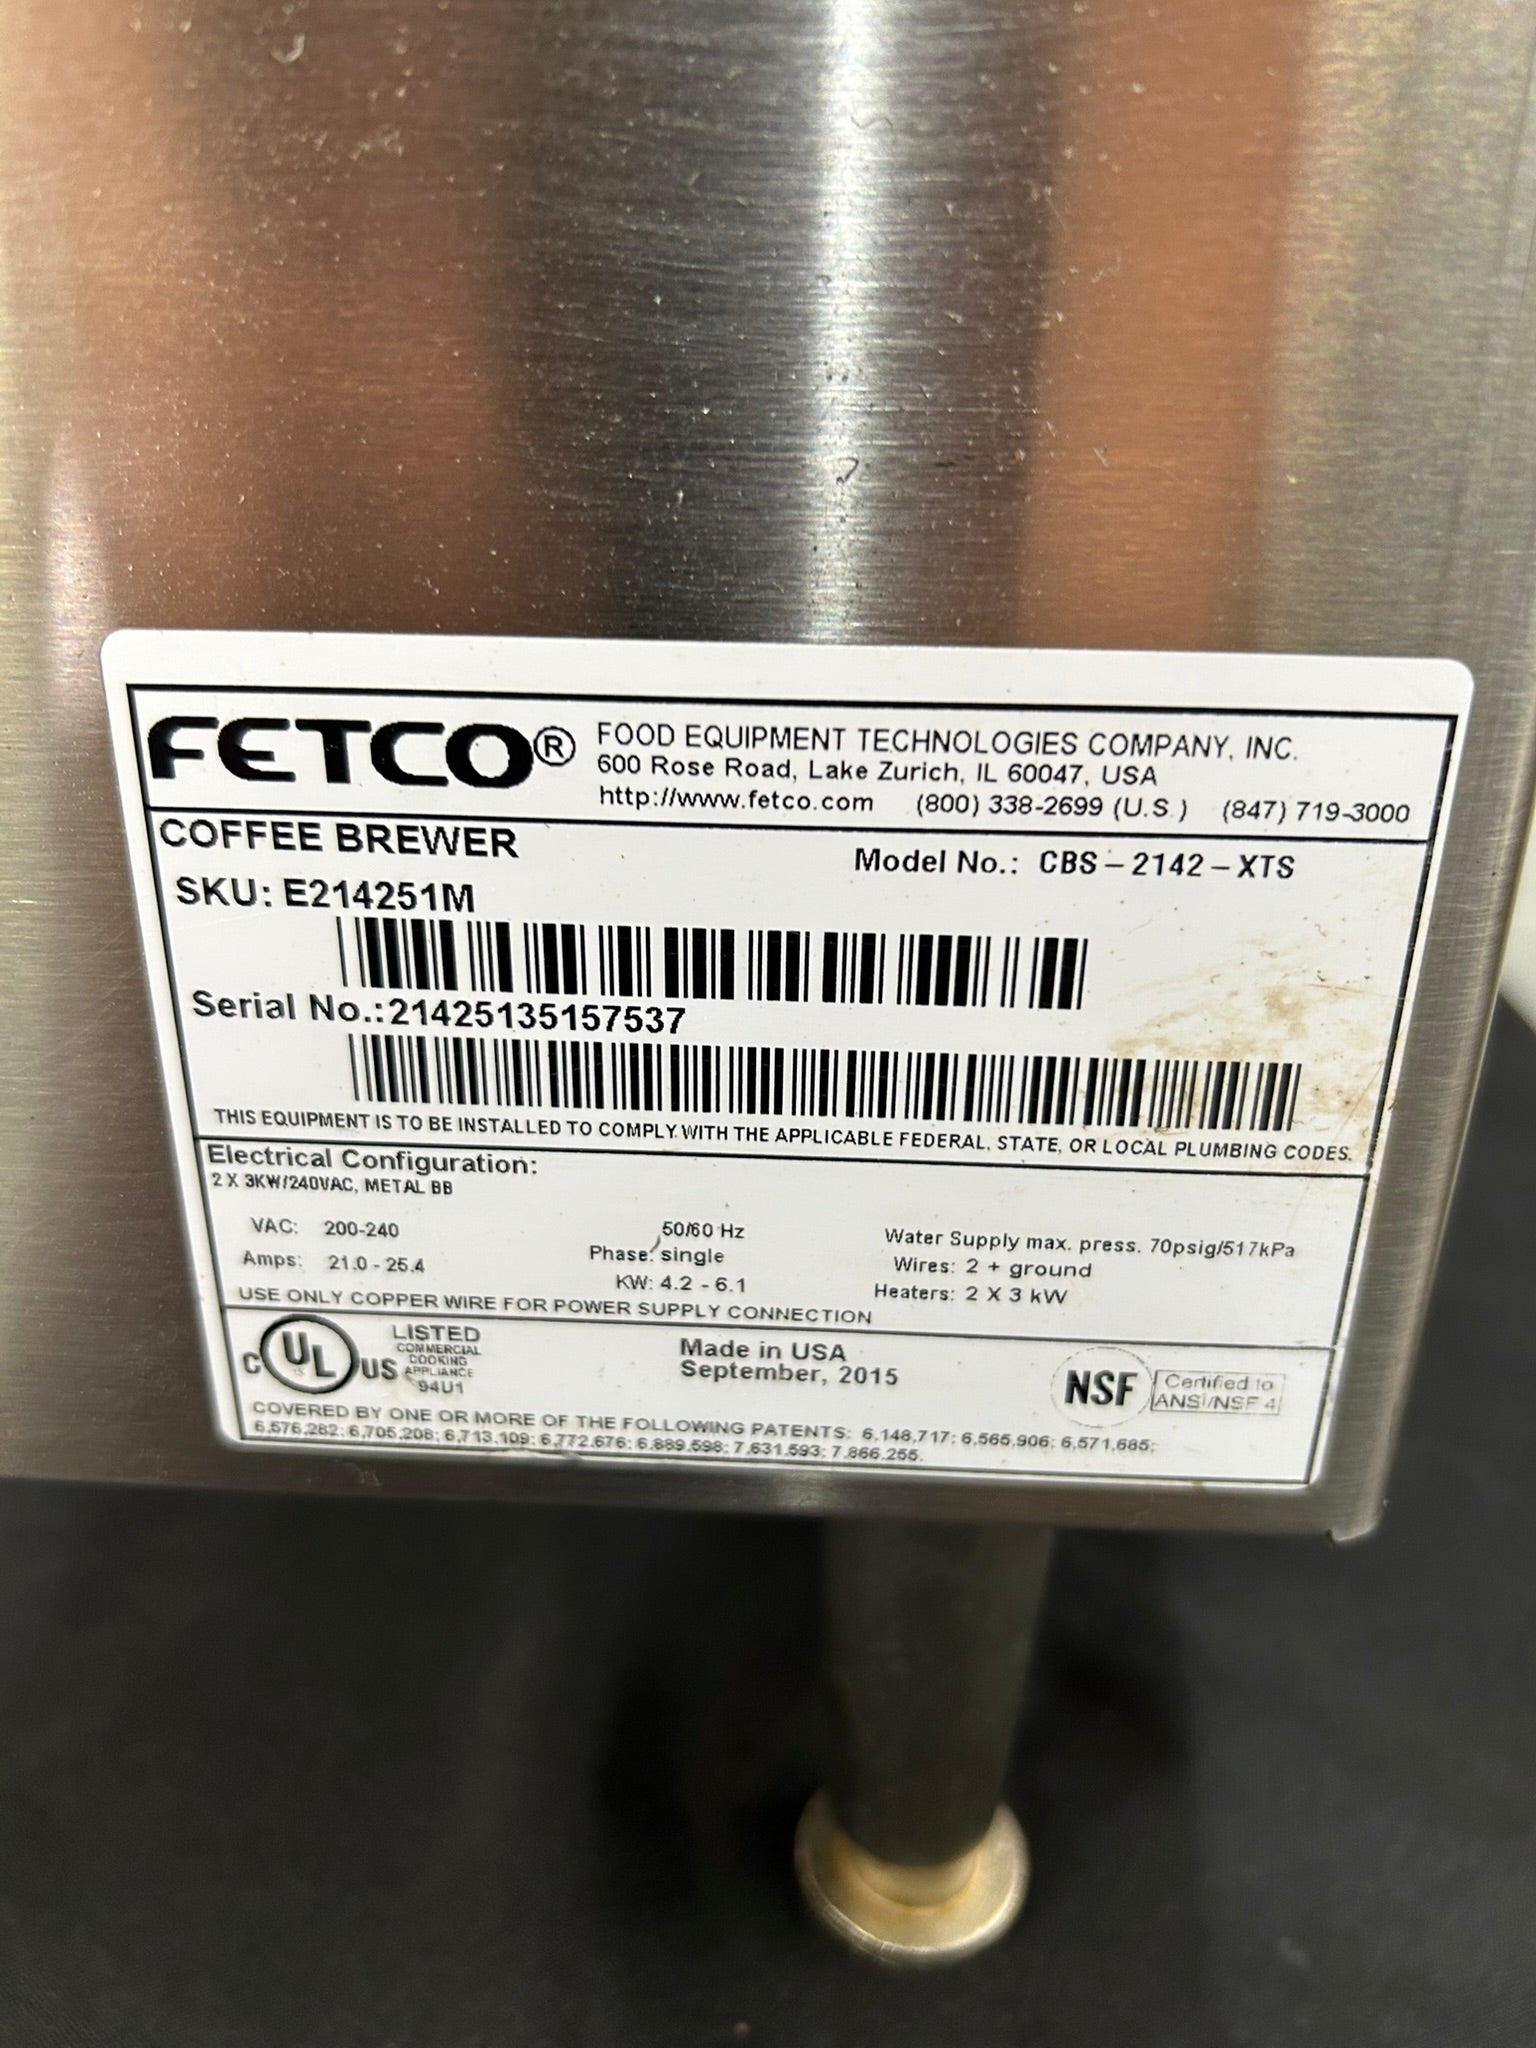 FETCO®
FOOD EQUIPMENT TECHNOLOGIES COMPANY, INC.
600 Rose Road, Lake Zurich, IL 60047, USA
http://www.fetco.com (800) 338-2699 (U.S.) (847) 719-3000
COFFEE BREWER
Model No.: CBS - 2142 - XTS
SKU: E214251M
Serial No.:21425135157537
THIS EQUIPMENT IS TO BE INSTALLED TO COMPLY WITH THE APPLICABLE FEDERAL, STATE, OR LOCAL PLUMBING CODES.
Electrical Configuration:
2 X 3KW/240VAC, METAL BB
VAC: 200-240 50/60 Hz Water Supply max. press. 70psig/517kPa
Amps: 21.0 - 25.4 Phase: single Wires: 2 + ground
KW: 4.2 - 6.1 Heaters: 2 X 3 kW
USE ONLY COPPER WIRE FOR POWER SUPPLY CONNECTION
C UL US
LISTED
COMMERCIAL
COOKING
APPLIANCE
94U1
Made in USA
September, 2015
NSF
Certified to
ANSI/NSF 4
COVERED BY ONE OR MORE OF THE FOLLOWING PATENTS: 6,148,717; 6,565,906; 6,571,685;
6,576,282; 6,705,208; 6,713,109; 6,772,676; 6,889,598; 7,631,593; 7,866,255.